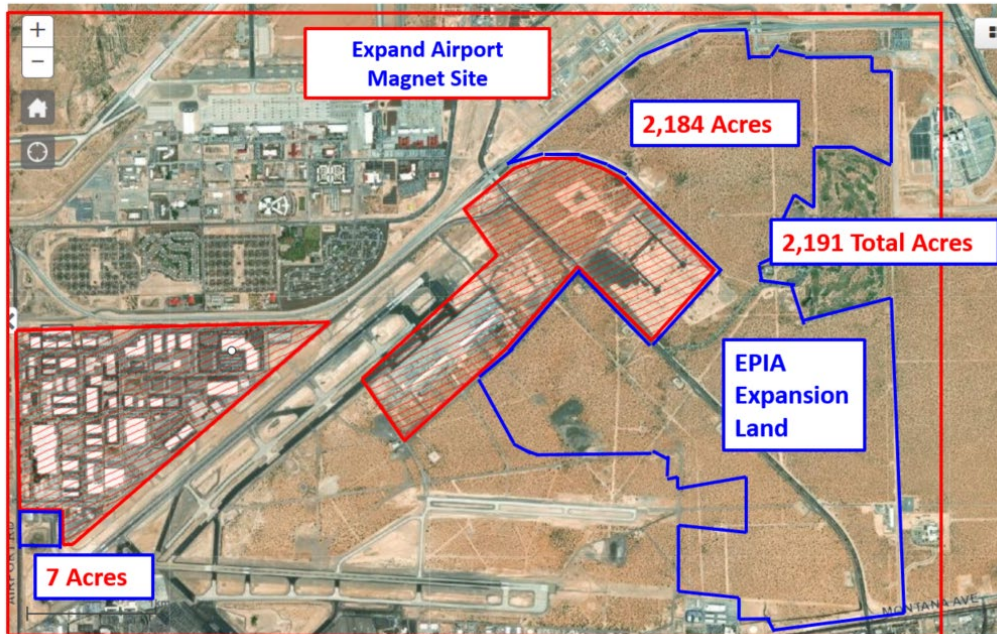 +
−
Expand Airport
Magnet Site
2,184 Acres
2,191 Total Acres
EPIA
Expansion
Land
7 Acres
AIRPORT RD
MONTANA AVE